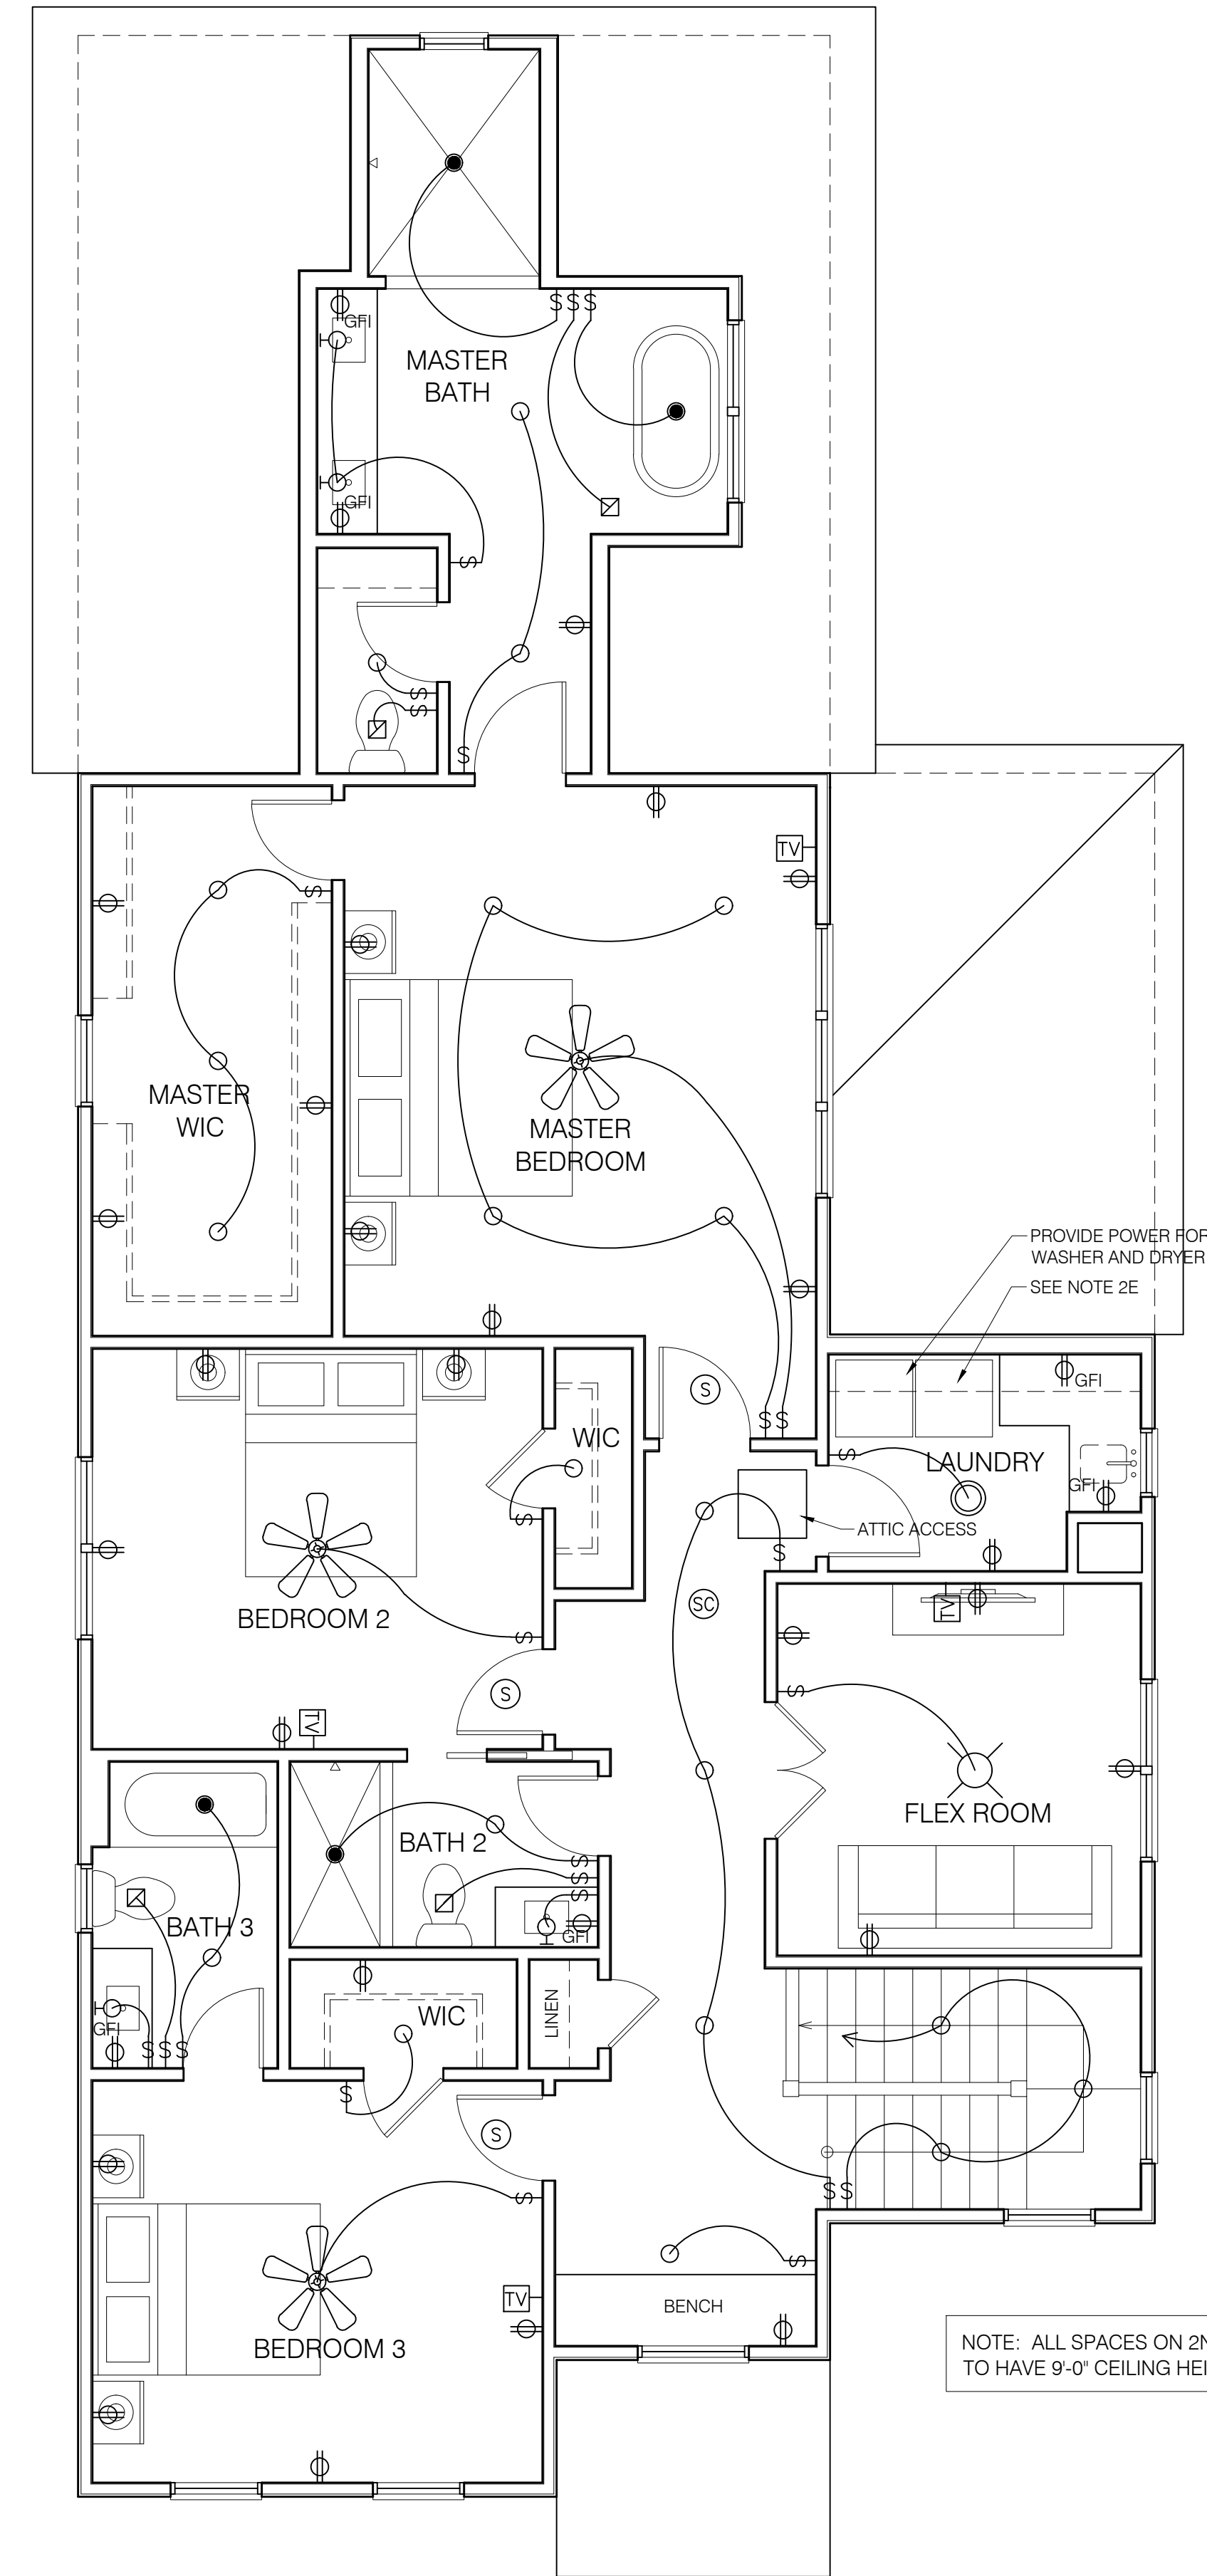 S S S
GFI
MASTER
BATH
GFI
S
S
S
S
TV
S
MASTER
WIC
MASTER
BEDROOM
PROVIDE POWER FOR
WASHER AND DRYER
SEE NOTE 2E
S
GFI
S S
WIC
S
LAUNDRY
GFI
S
ATTIC ACCESS
S
SC
TV
BEDROOM 2
S
S
S
TV
FLEX ROOM
BATH 2
S
S
S
GFI
BATH 3
GFI
S S S
WIC
LINEN
S
S
S
S S
S
TV
BENCH
BEDROOM 3
NOTE: ALL SPACES ON 2N
TO HAVE 9'-0" CEILING HEI